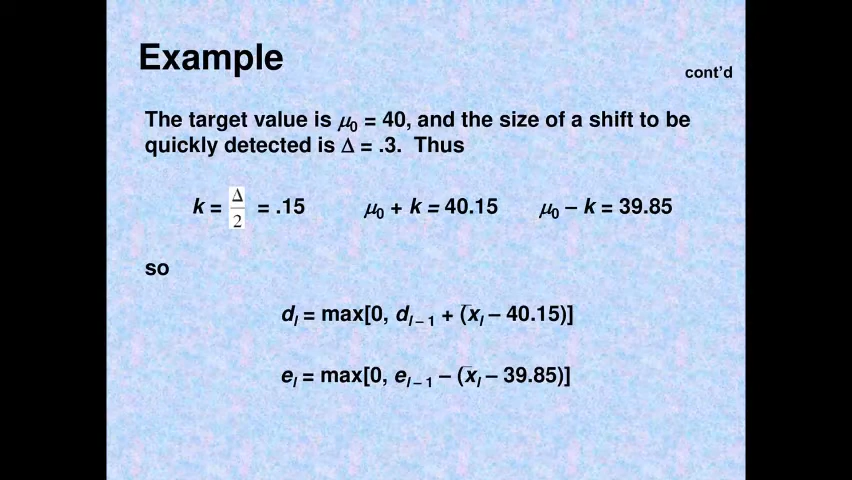 Example
cont'd
The target value is μ0 = 40, and the size of a shift to be
quickly detected is Δ = .3. Thus
k = Δ/2 = .15 μ0 + k = 40.15 μ0 – k = 39.85
so
dl = max[0, dl – 1 + (x̅l – 40.15)]
el = max[0, el – 1 – (x̅l – 39.85)]